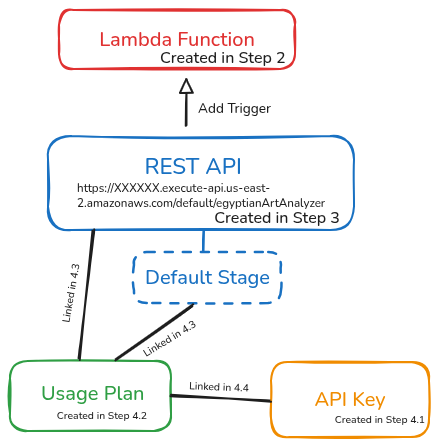 Lambda Function
Created in Step 2
Add Trigger
REST API
https://XXXXXX.execute-api.us-east-
2.amazonaws.com/default/egyptianArtAnalyzer
Created in Step 3
Default Stage
Linked in 4.3
Linked in 4.3
Usage Plan
Created in Step 4.2
Linked in 4.4
API Key
Created in Step 4.1